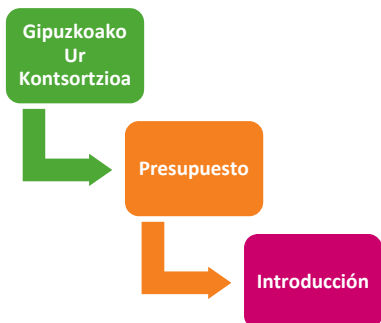 Gipuzkoako
Ur
Kontsortzioa
Presupuesto
Introducción